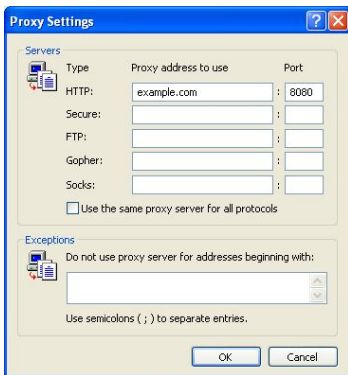 Proxy Settings
Servers
Type Proxy address to use Port
HTTP: example.com : 8080
Secure: :
FTP: :
Gopher: :
Socks: :
Use the same proxy server for all protocols
Exceptions
Do not use proxy server for addresses beginning with:
Use semicolons ( ; ) to separate entries.
OK Cancel